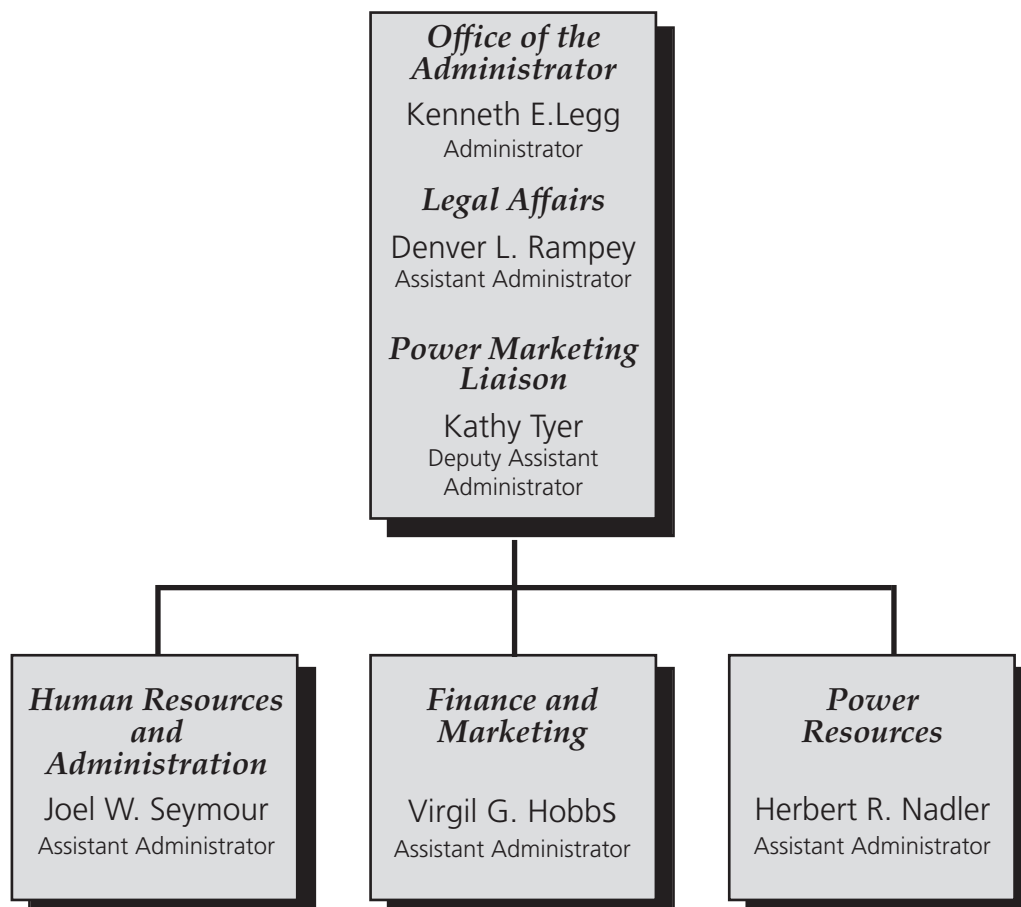 Office of the
Administrator
Kenneth E.Legg
Administrator
Legal Affairs
Denver L. Rampey
Assistant Administrator
Power Marketing
Liaison
Kathy Tyer
Deputy Assistant
Administrator
Human Resources
and
Administration
Joel W. Seymour
Assistant Administrator
Finance and
Marketing
Virgil G. Hobbs
Assistant Administrator
Power
Resources
Herbert R. Nadler
Assistant Administrator